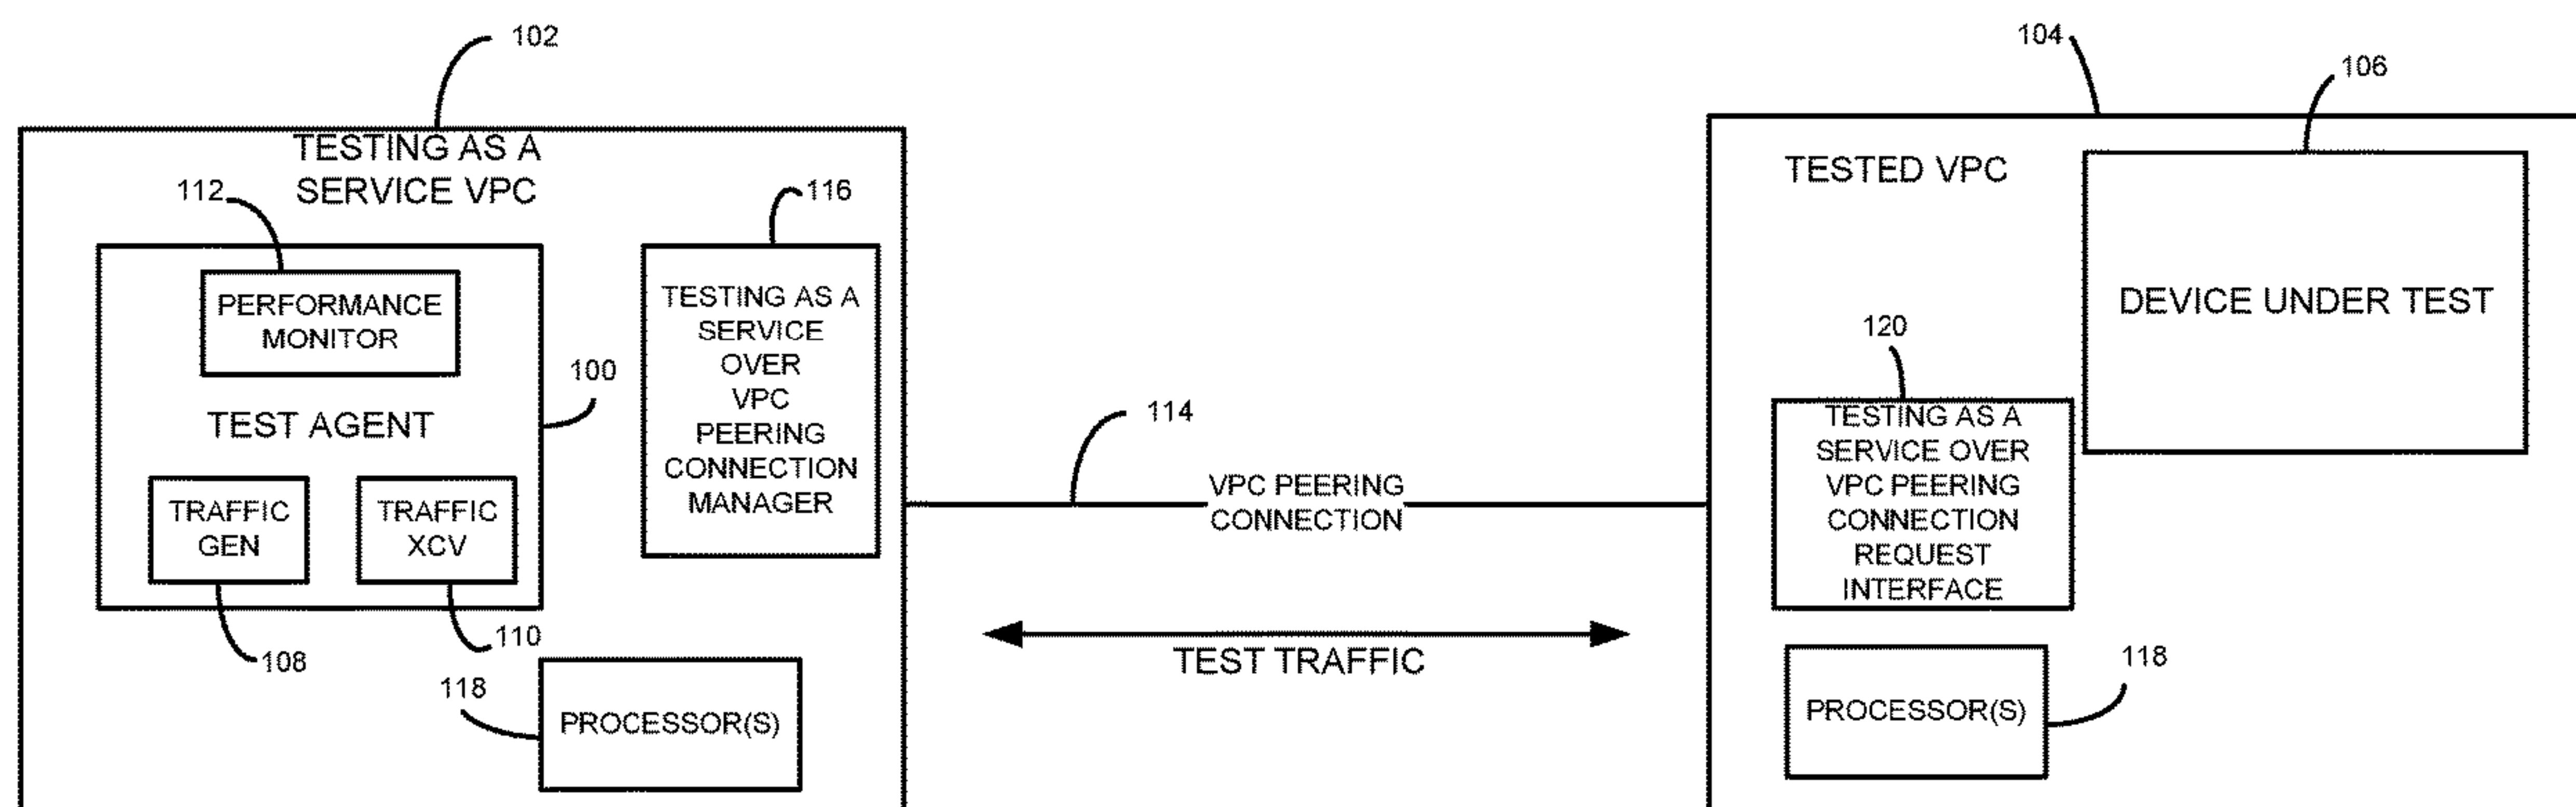 102
TESTING AS A
SERVICE VPC
112
116
PERFORMANCE
MONITOR
TEST AGENT
100
TRAFFIC
GEN
TRAFFIC
XCV
108
110
TESTING AS A
SERVICE
OVER
VPC
PEERING
CONNECTION
MANAGER
118
PROCESSOR(S)
114
VPC PEERING
CONNECTION
TEST TRAFFIC
104
106
TESTED VPC
DEVICE UNDER TEST
120
TESTING AS A
SERVICE OVER
VPC PEERING
CONNECTION
REQUEST
INTERFACE
PROCESSOR(S)
118